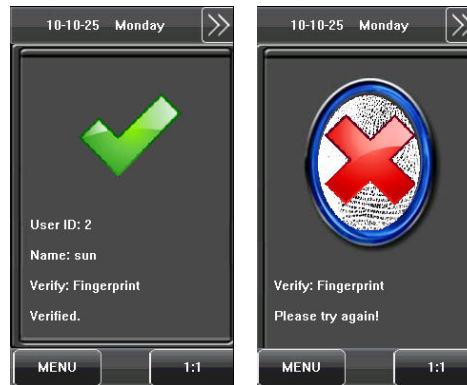 10-10-25 Monday
User ID: 2
Name: sun
Verify: Fingerprint
Verified.
MENU
1:1
10-10-25 Monday
Verify: Fingerprint
Please try again!
MENU
1:1